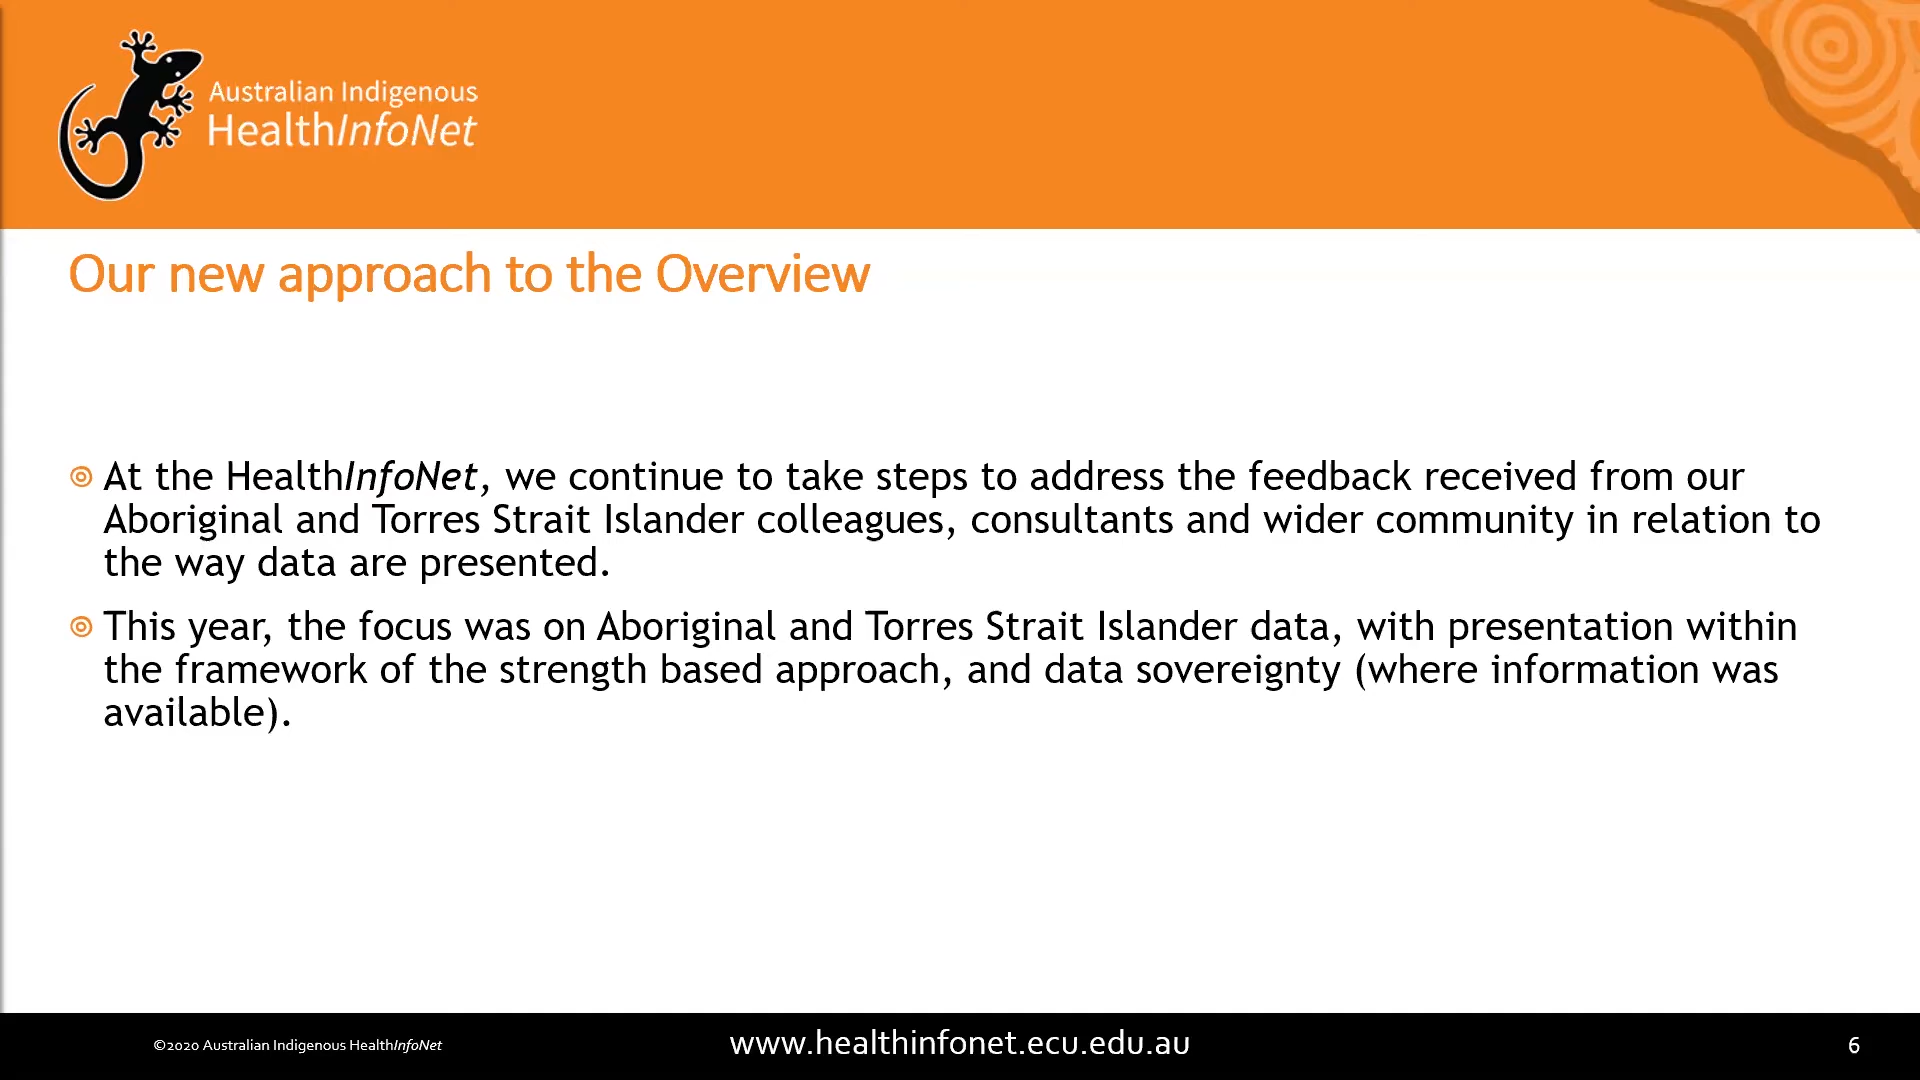 Australian Indigenous
HealthInfoNet
Our new approach to the Overview
At the HealthInfoNet, we continue to take steps to address the feedback received from our
Aboriginal and Torres Strait Islander colleagues, consultants and wider community in relation to
the way data are presented.
This year, the focus was on Aboriginal and Torres Strait Islander data, with presentation within
the framework of the strength based approach, and data sovereignty (where information was
available).
©2020 Australian Indigenous HealthInfoNet
www.healthinfonet.ecu.edu.au
6